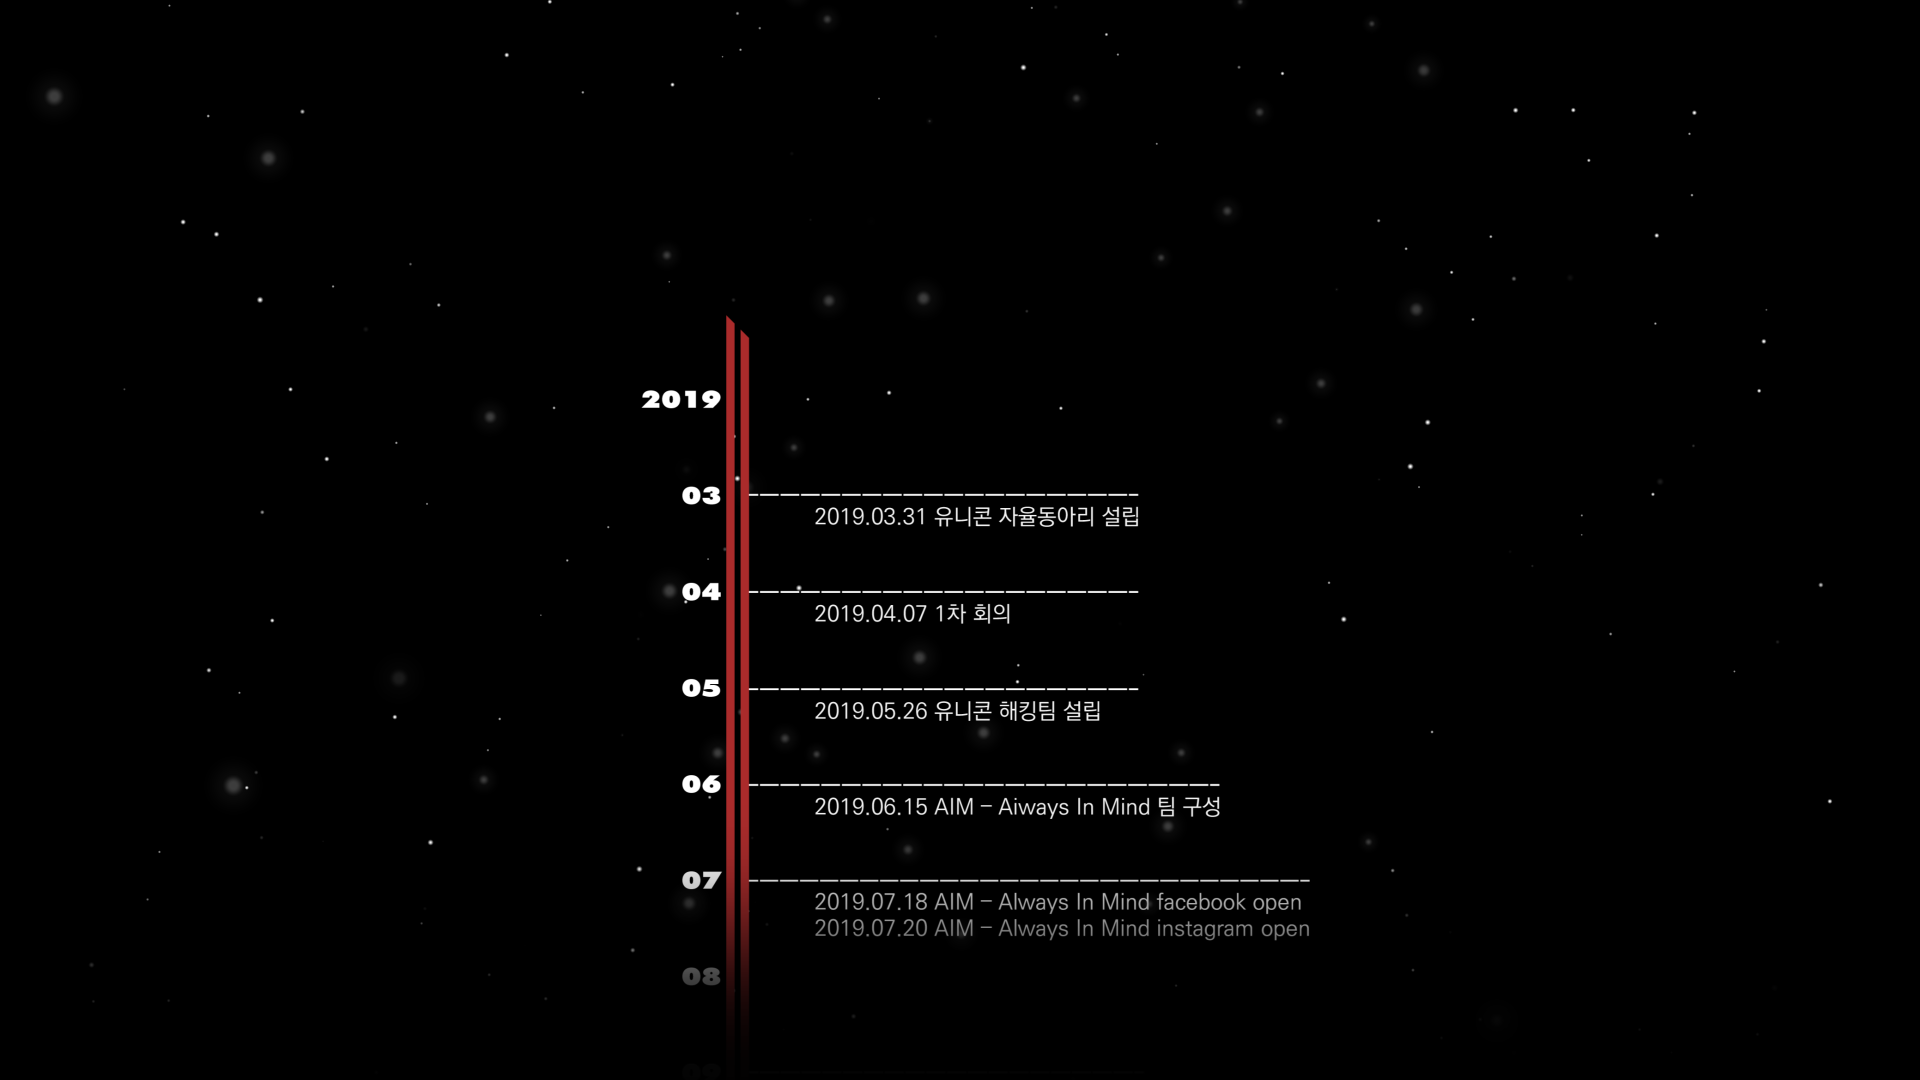 2019
03
2019.03.31 유니콘 자율동아리 설립
04
2019.04.07 1차 회의
05
2019.05.26 유니콘 해킹팀 설립
06
2019.06.15 AIM – Aiways In Mind 팀 구성
07
2019.07.18 AIM – Always In Mind facebook open
2019.07.20 AIM – Always In Mind instagram open
08
09